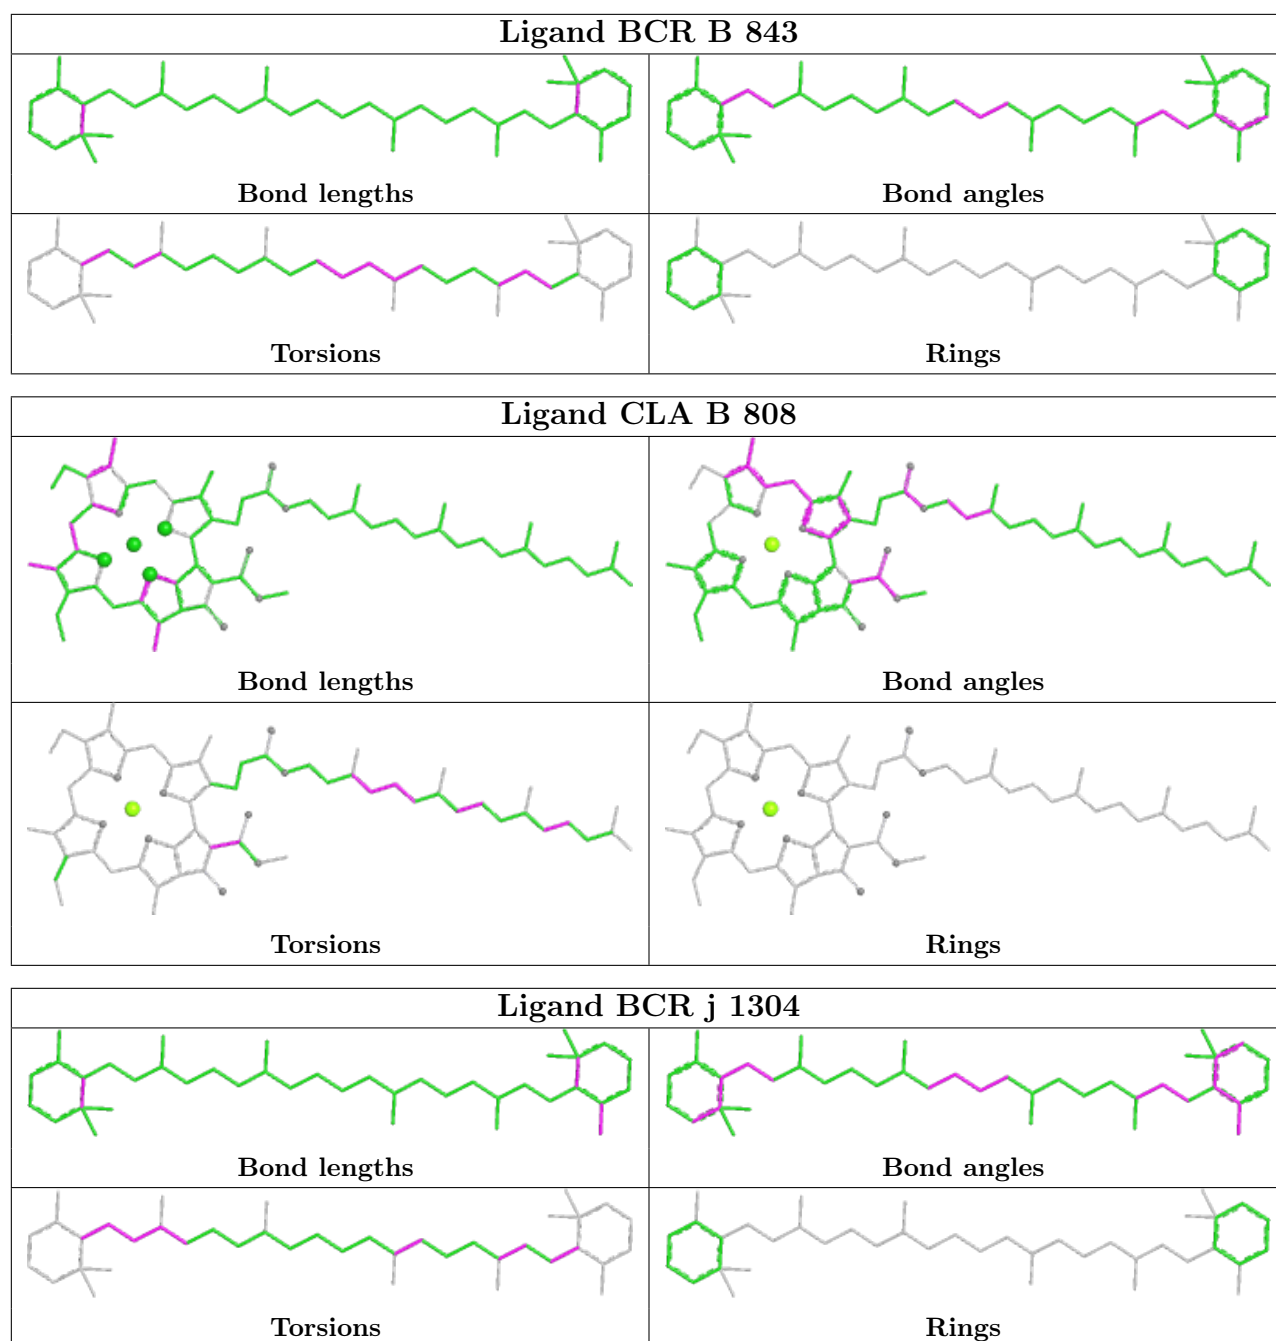 Ligand BCR B 843
Bond lengths
Bond angles
Torsions
Rings
Ligand CLA B 808
Bond lengths
Bond angles
Torsions
Rings
Ligand BCR j 1304
Bond lengths
Bond angles
Torsions
Rings